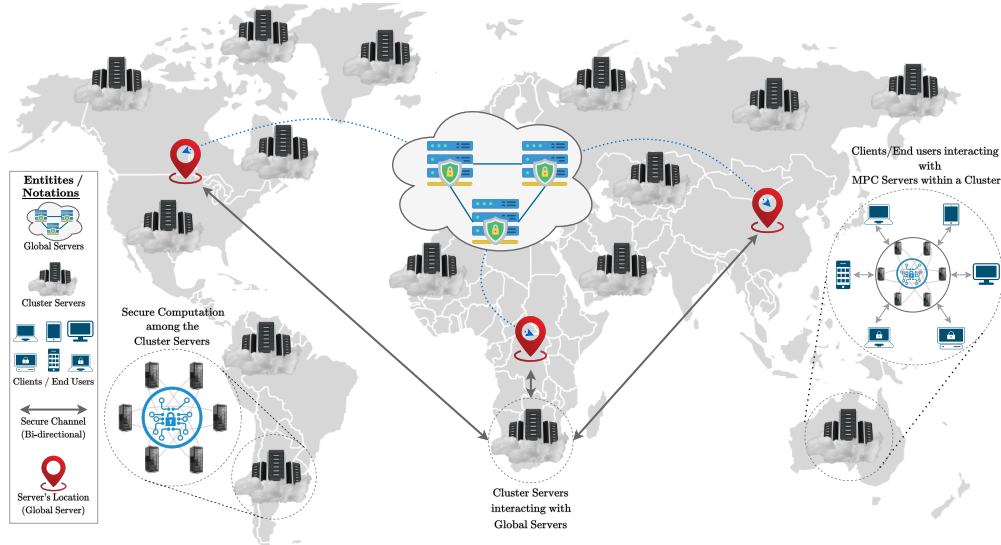 Entitites /
Notations
Global Servers
Cluster Servers
Clients / End Users
Secure Channel
(Bi-directional)
Server's Location
(Global Server)
Secure Computation
among the
Cluster Servers
Cluster Servers
interacting with
Global Servers
Clients/End users interacting
with
MPC Servers within a Cluster